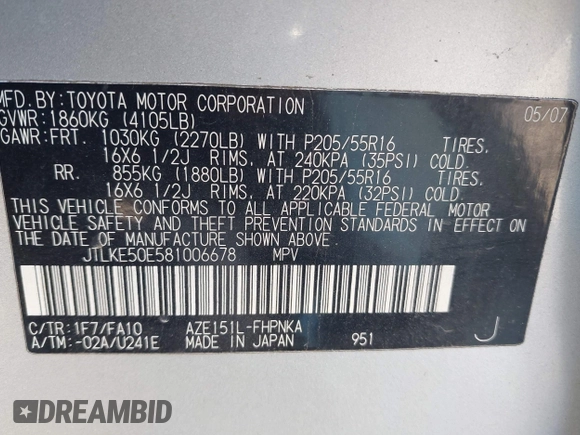 MFD.BY:TOYOTA MOTOR CORPORATION 05/07
GVWR:1860KG (4105LB)
GAWR:FRT. 1030KG (2270LB) WITH P205/55R16 TIRES.
16X6 1/2J RIMS. AT 240KPA (35PSI) COLD.
RR. 855KG (1880LB) WITH P205/55R16 TIRES.
16X6 1/2J RIMS. AT 220KPA (32PSI) COLD.
THIS VEHICLE CONFORMS TO ALL APPLICABLE FEDERAL MOTOR
VEHICLE SAFETY AND BUMPER STANDARDS IN EFFECT ON
THE DATE OF MANUFACTURE SHOWN ABOVE.
JTLKE50E581006678 MPV
C/TR:1F7/FA10 AZE151L-FHPNKA J
A/TM:-02A/U241E MADE IN JAPAN 951
DREAMBID